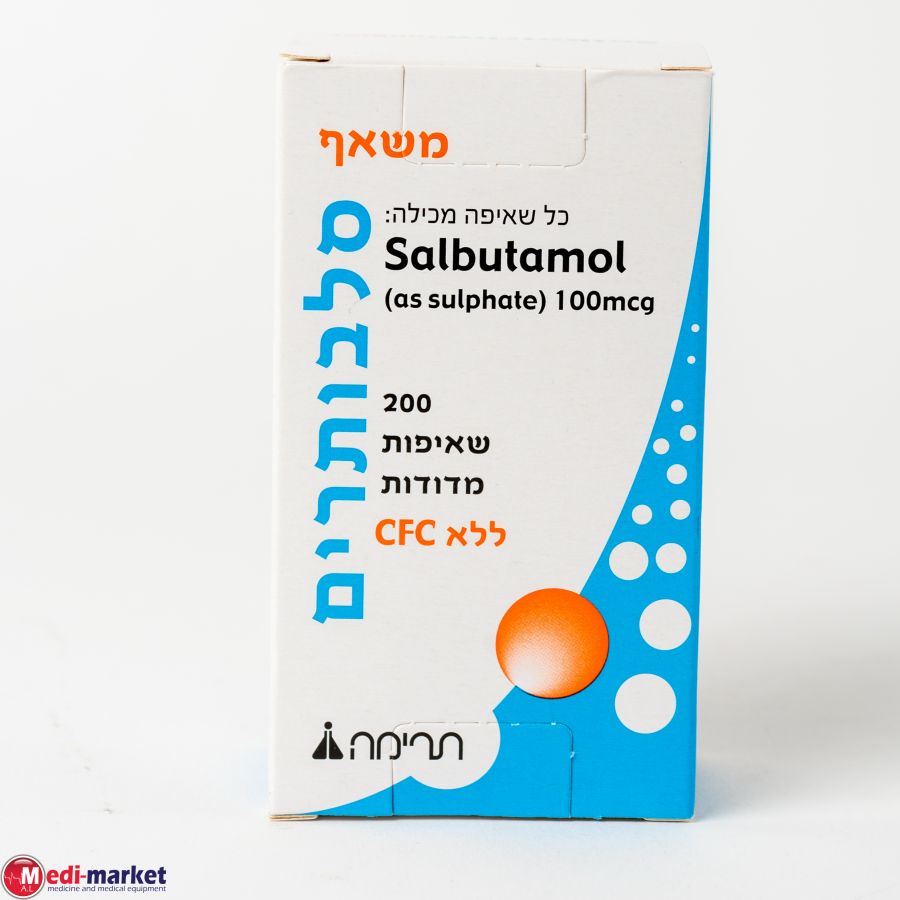 משאף
סלבותרים
כל שאיפה מכילה:
Salbutamol
(as sulphate) 100mcg
200
שאיפות
מדודות
ללא CFC
תרימה
Medi-market
A.L
medicine and medical equipment